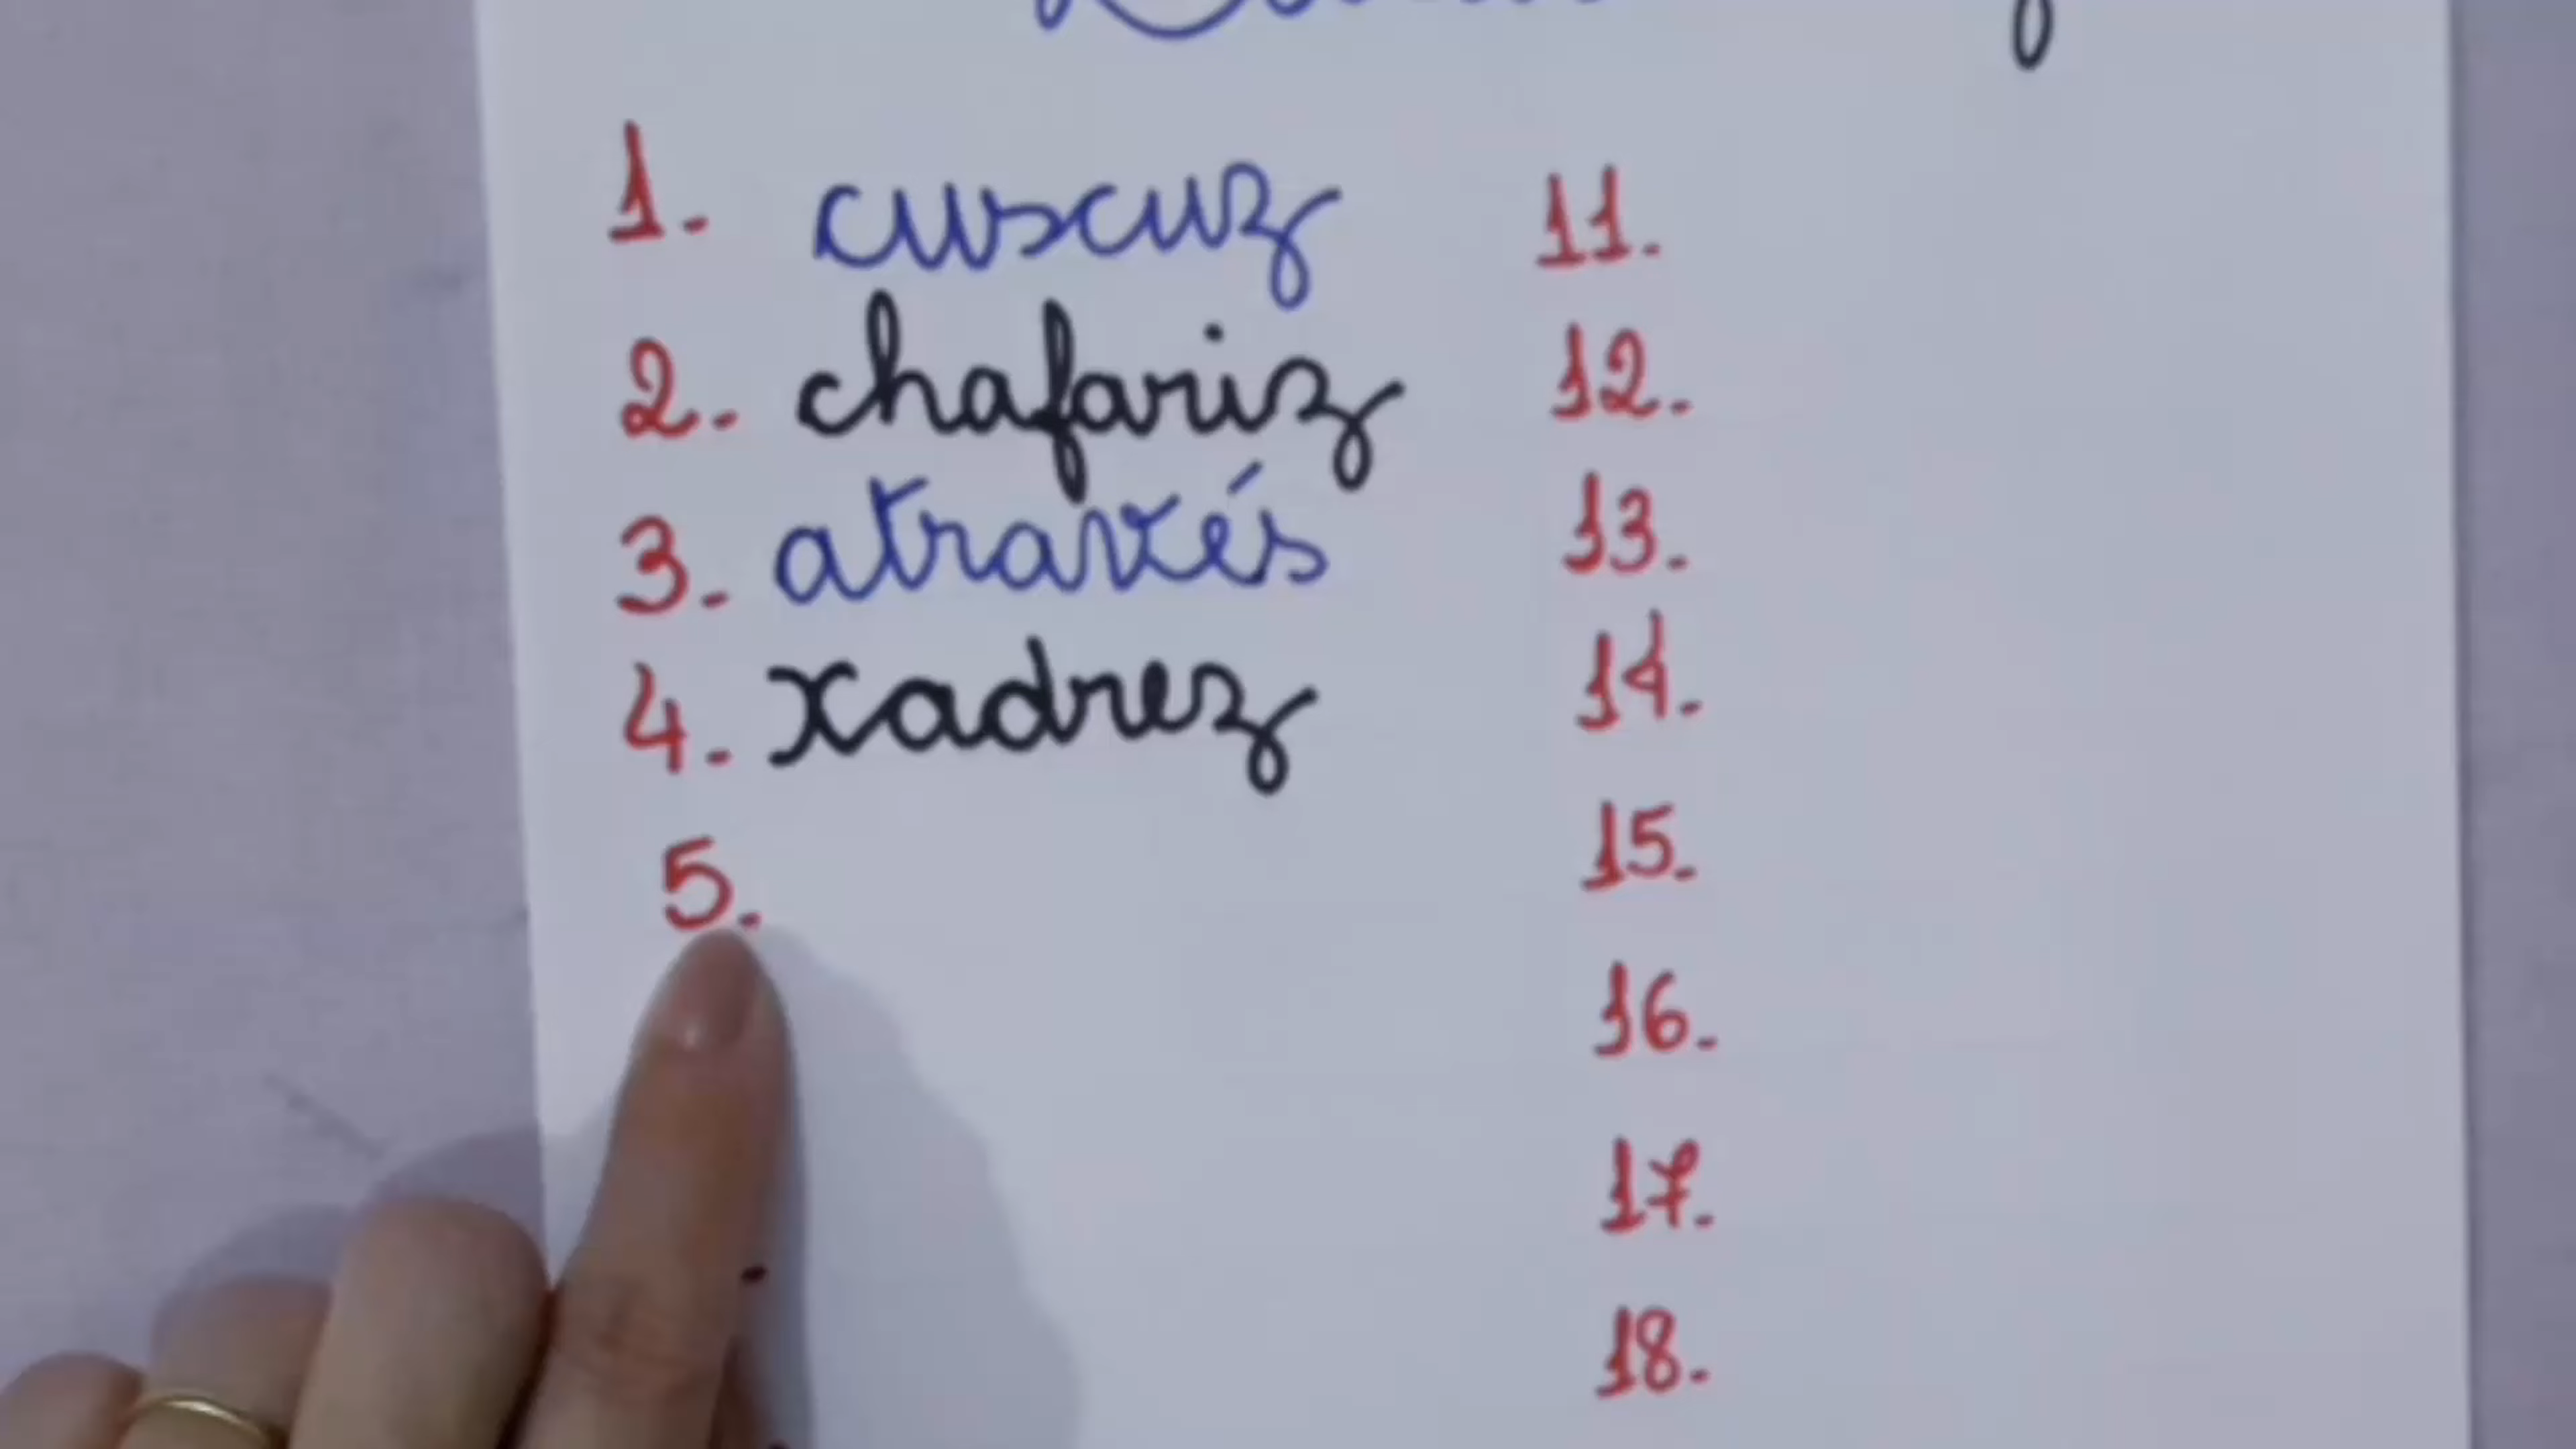 1. cuscuz
2. chafariz
3. através
4. xadrez
5.
11.
12.
13.
14.
15.
16.
17.
18.